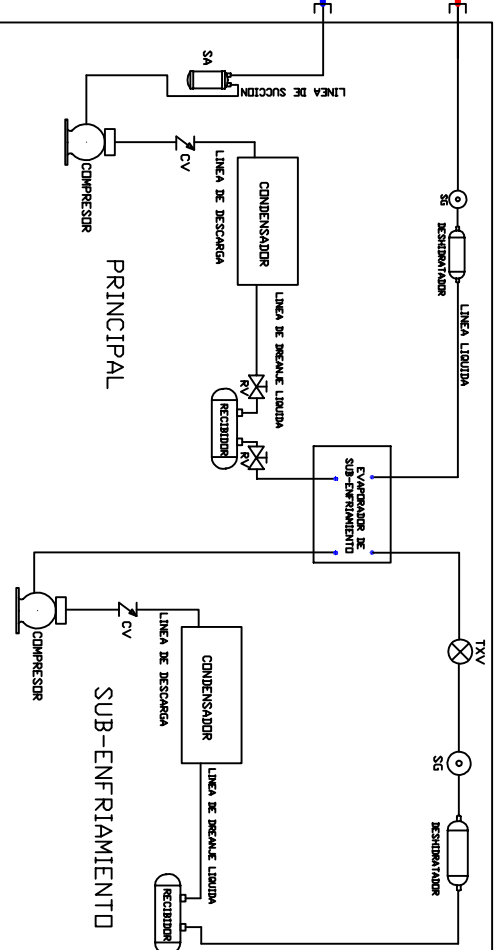 SA
LINEA DE SUCCION
COMPRESOR
CV
LINEA DE DESCARGA
CONDENSADOR
PRINCIPAL
LINEA DE DREANJE LIQUIDA
RV
RECIBIDOR
RV
SG
DESHIDRATADOR
LINEA LIQUIDA
EVAPORADOR DE
SUB-ENFRIAMIENTO
TXV
SG
DESHIDRATADOR
COMPRESOR
CV
LINEA DE DESCARGA
CONDENSADOR
SUB-ENFRIAMIENTO
LINEA DE DREANJE LIQUIDA
RECIBIDOR